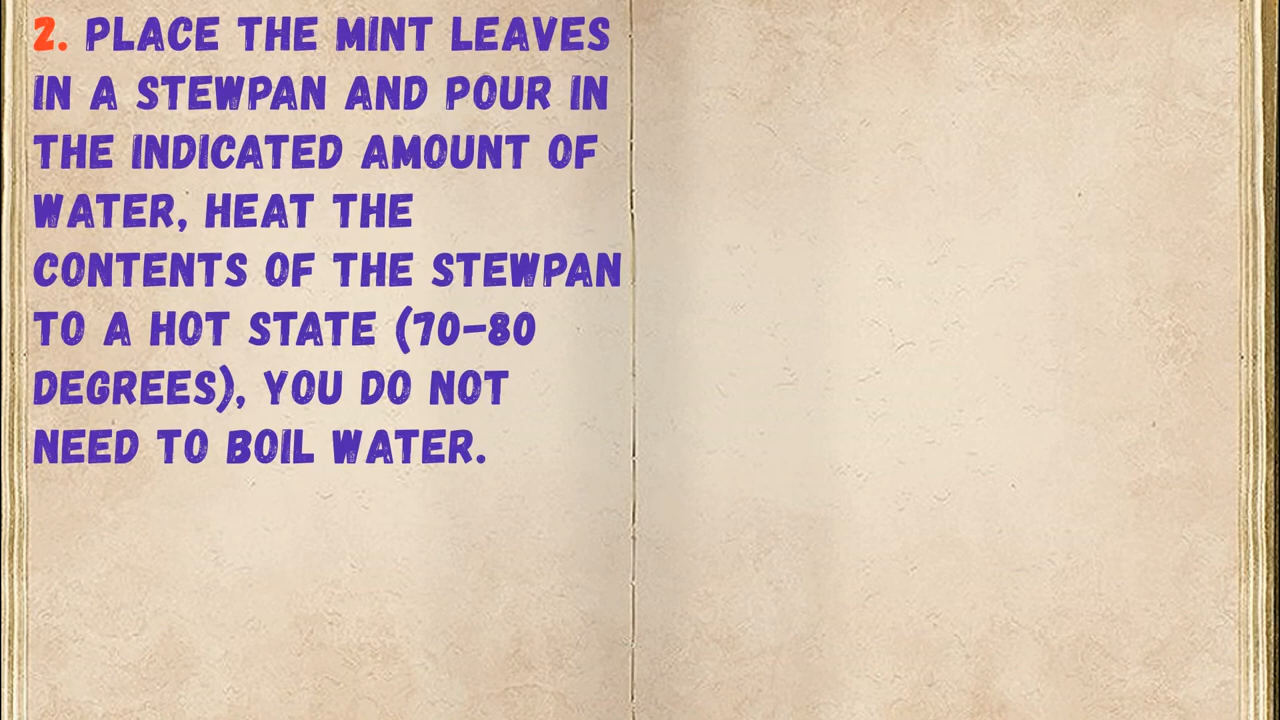 2. PLACE THE MINT LEAVES
IN A STEWPAN AND POUR IN
THE INDICATED AMOUNT OF
WATER, HEAT THE
CONTENTS OF THE STEWPAN
TO A HOT STATE (70-80
DEGREES), YOU DO NOT
NEED TO BOIL WATER.